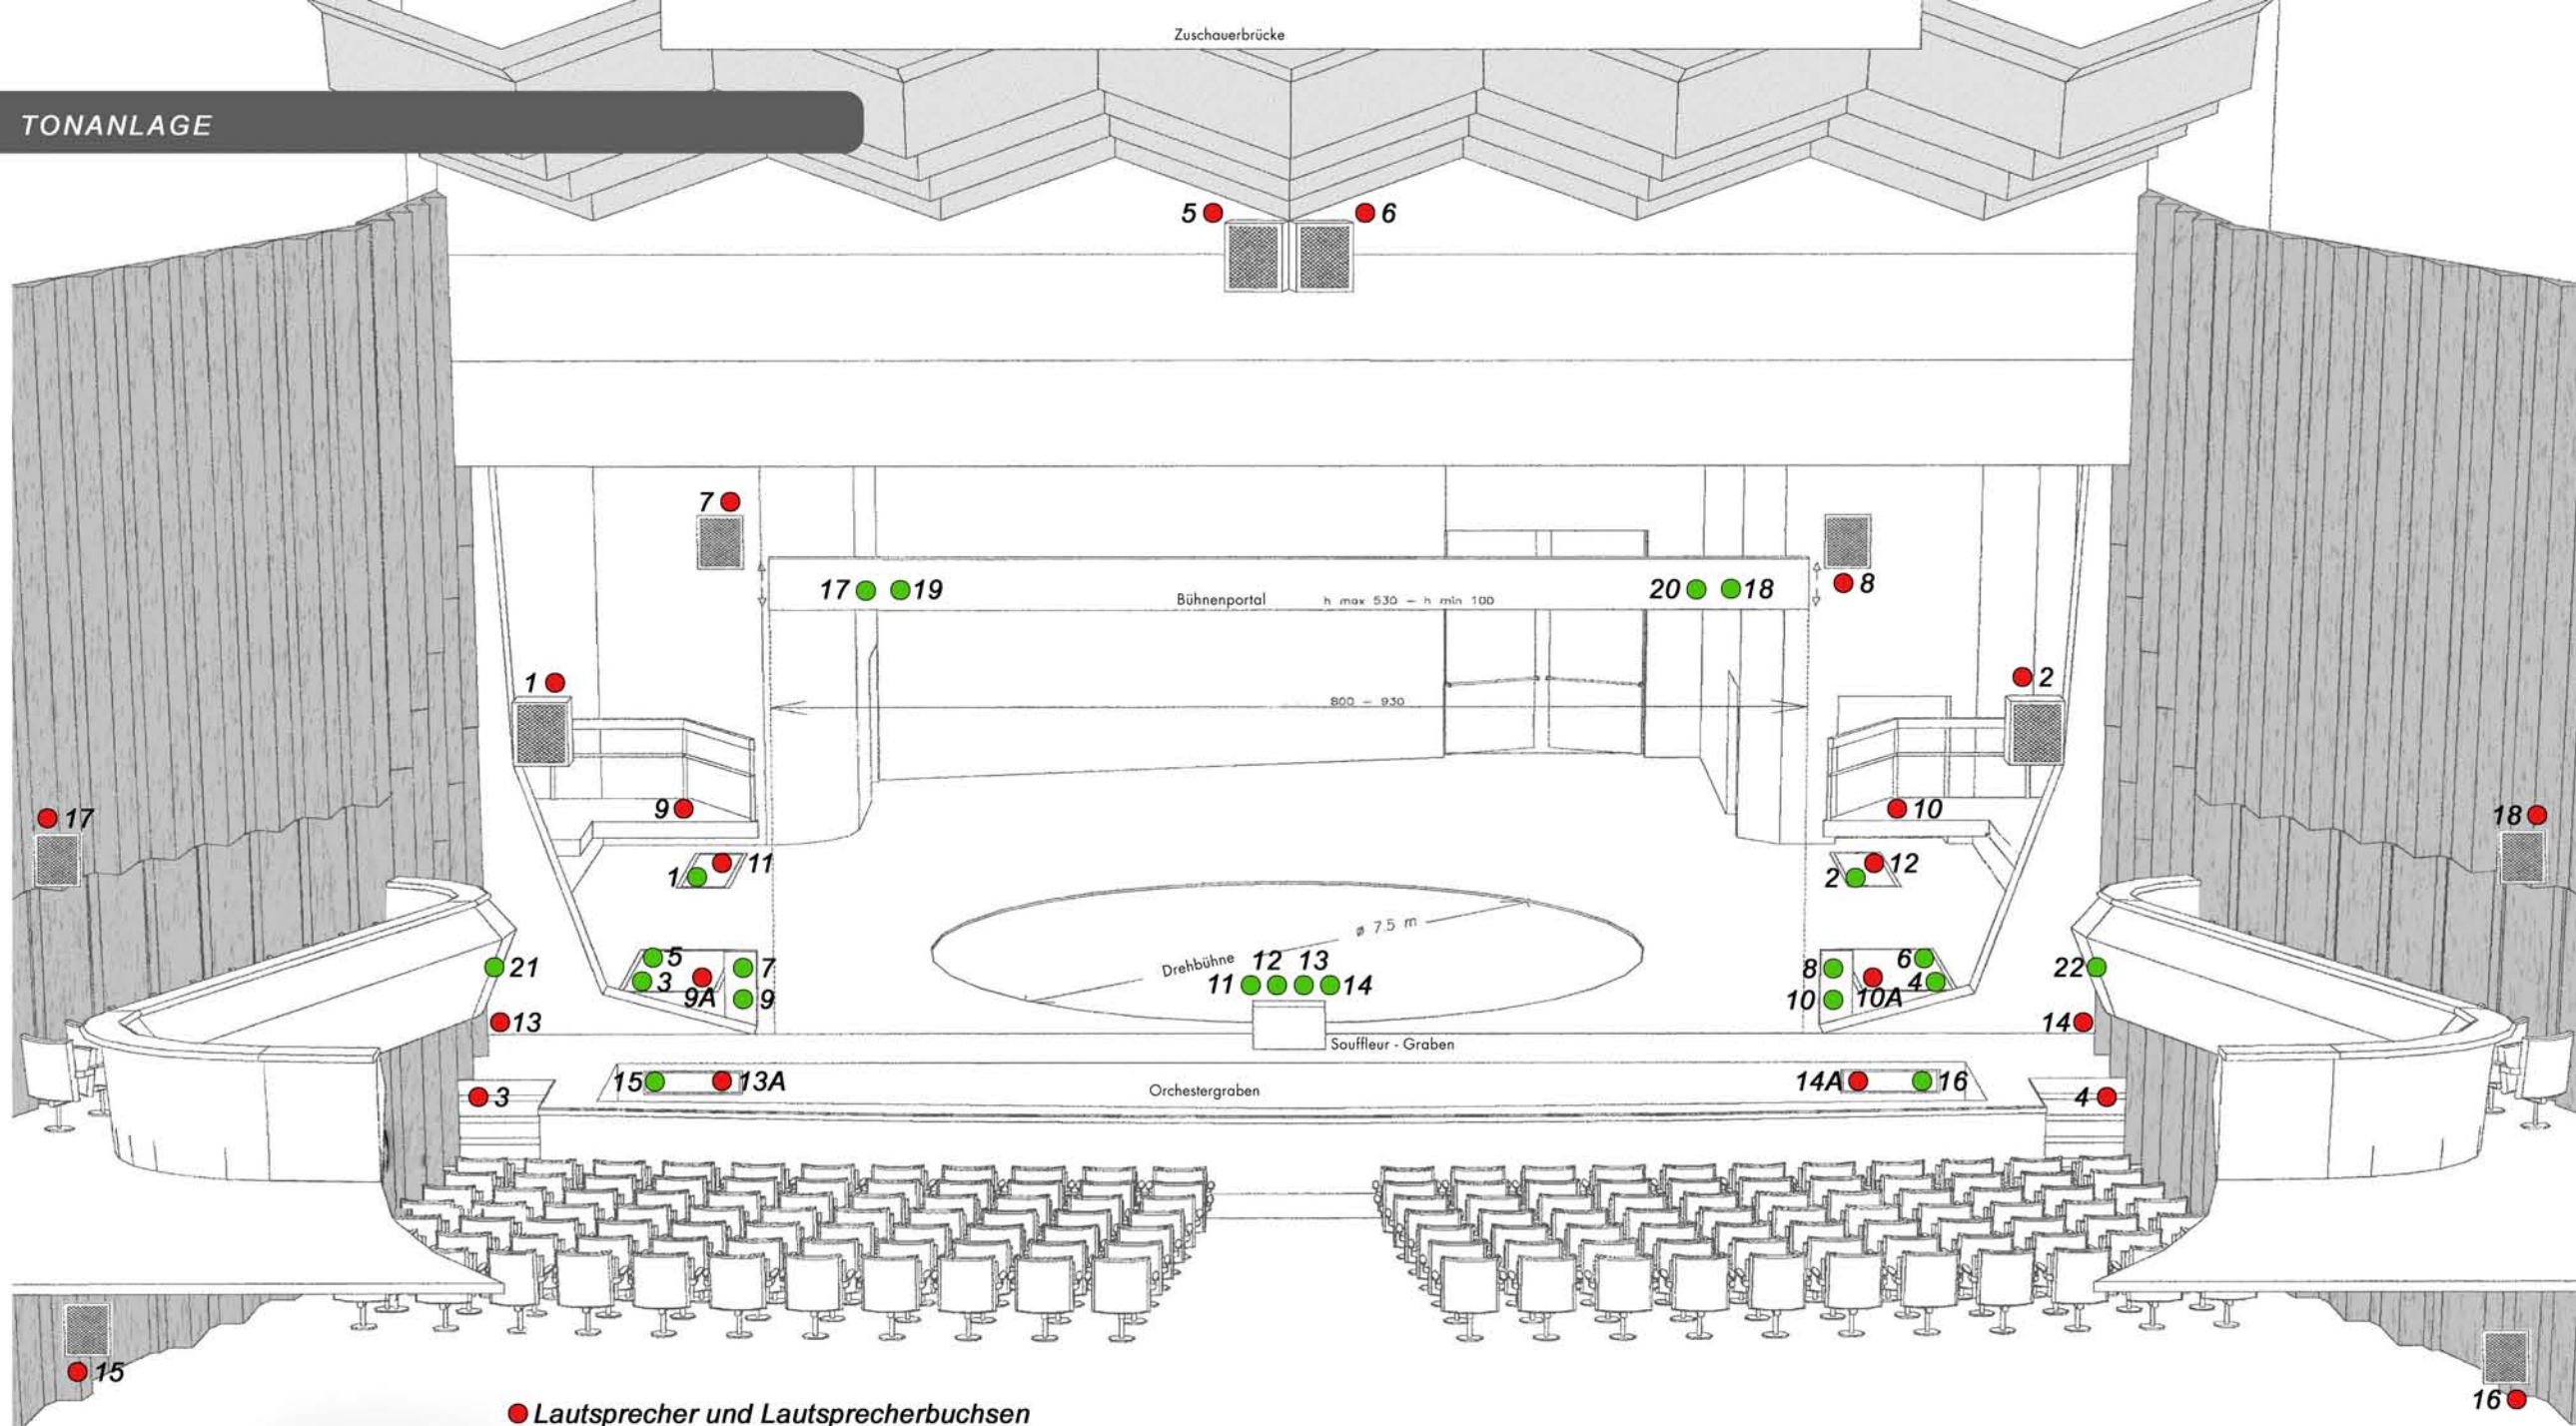 Zuschauerbrücke
TONANLAGE
5 6
7
8
17 19 Bühnenportal h max 530 – h min 100 20 18
1 2
800 – 930
9 10
17 18
1 11 2 12
ø 7.5 m
Drehbühne
12 13
11 14
5 3 9A 7 9
8 10 10A 6 4
21 22
13 14
Souffleur - Graben
15 13A Orchestergraben 14A 16
3 4
15 16
Lautsprecher und Lautsprecherbuchsen